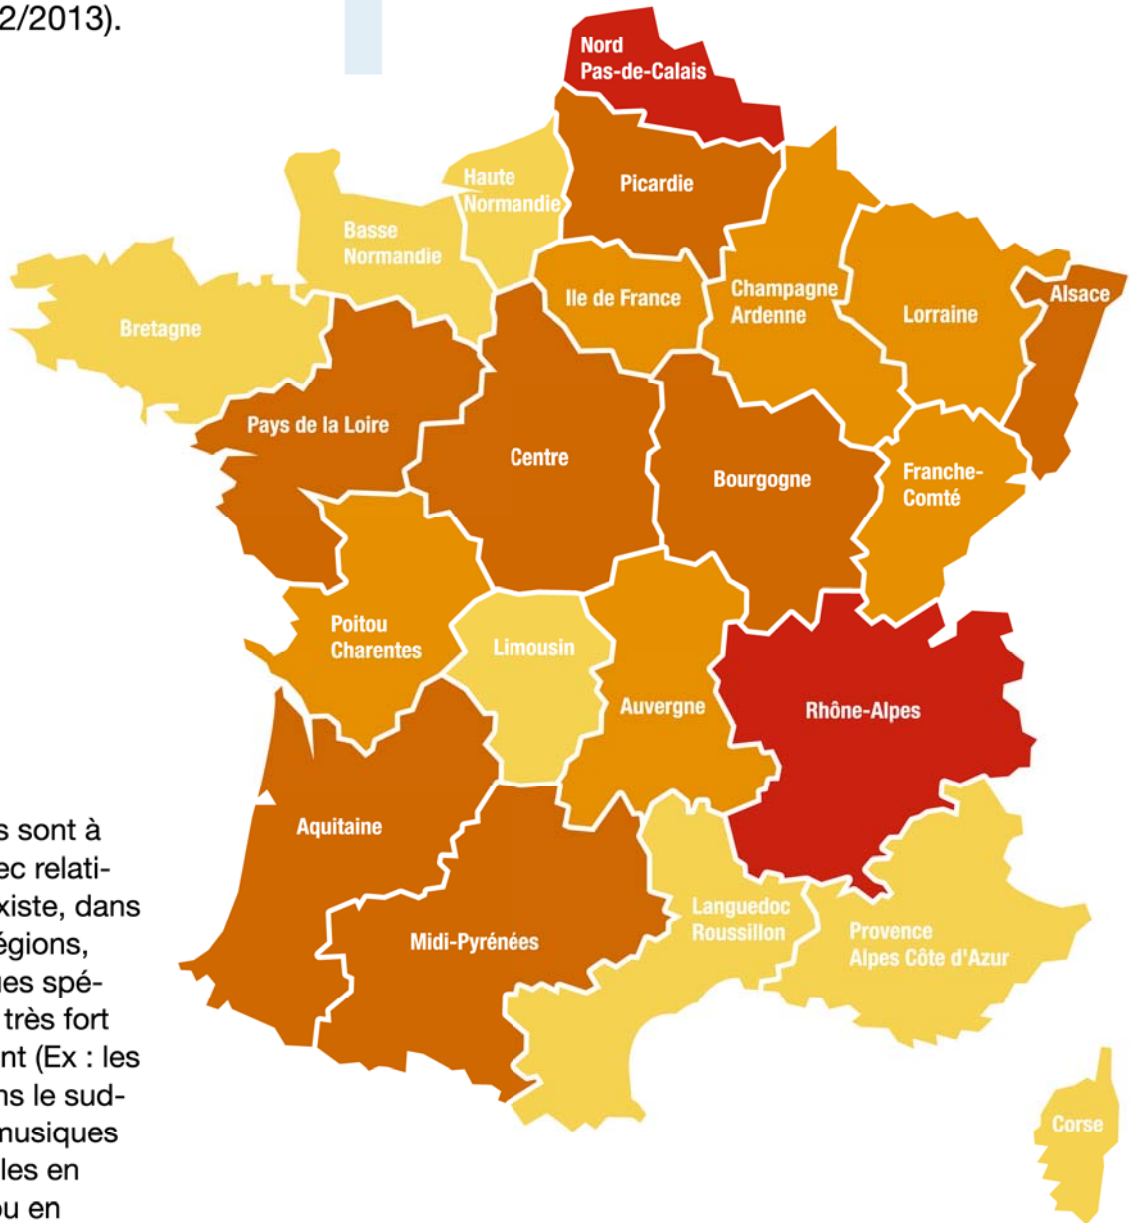 2/2013).
Nord
Pas-de-Calais
Picardie
Haute
Normandie
Basse
Normandie
Bretagne
Ile de France
Champagne
Ardenne
Lorraine
Alsace
Pays de la Loire
Centre
Bourgogne
Franche-
Comté
Poitou
Charentes
Limousin
Auvergne
Rhône-Alpes
Aquitaine
Midi-Pyrénées
Languedoc
Roussillon
Provence
Alpes Côte d'Azur
Corse
s sont à
ec relati-
xiste, dans
égions,
ues spé-
très fort
nt (Ex : les
ns le sud-
musiques
les en
ou en